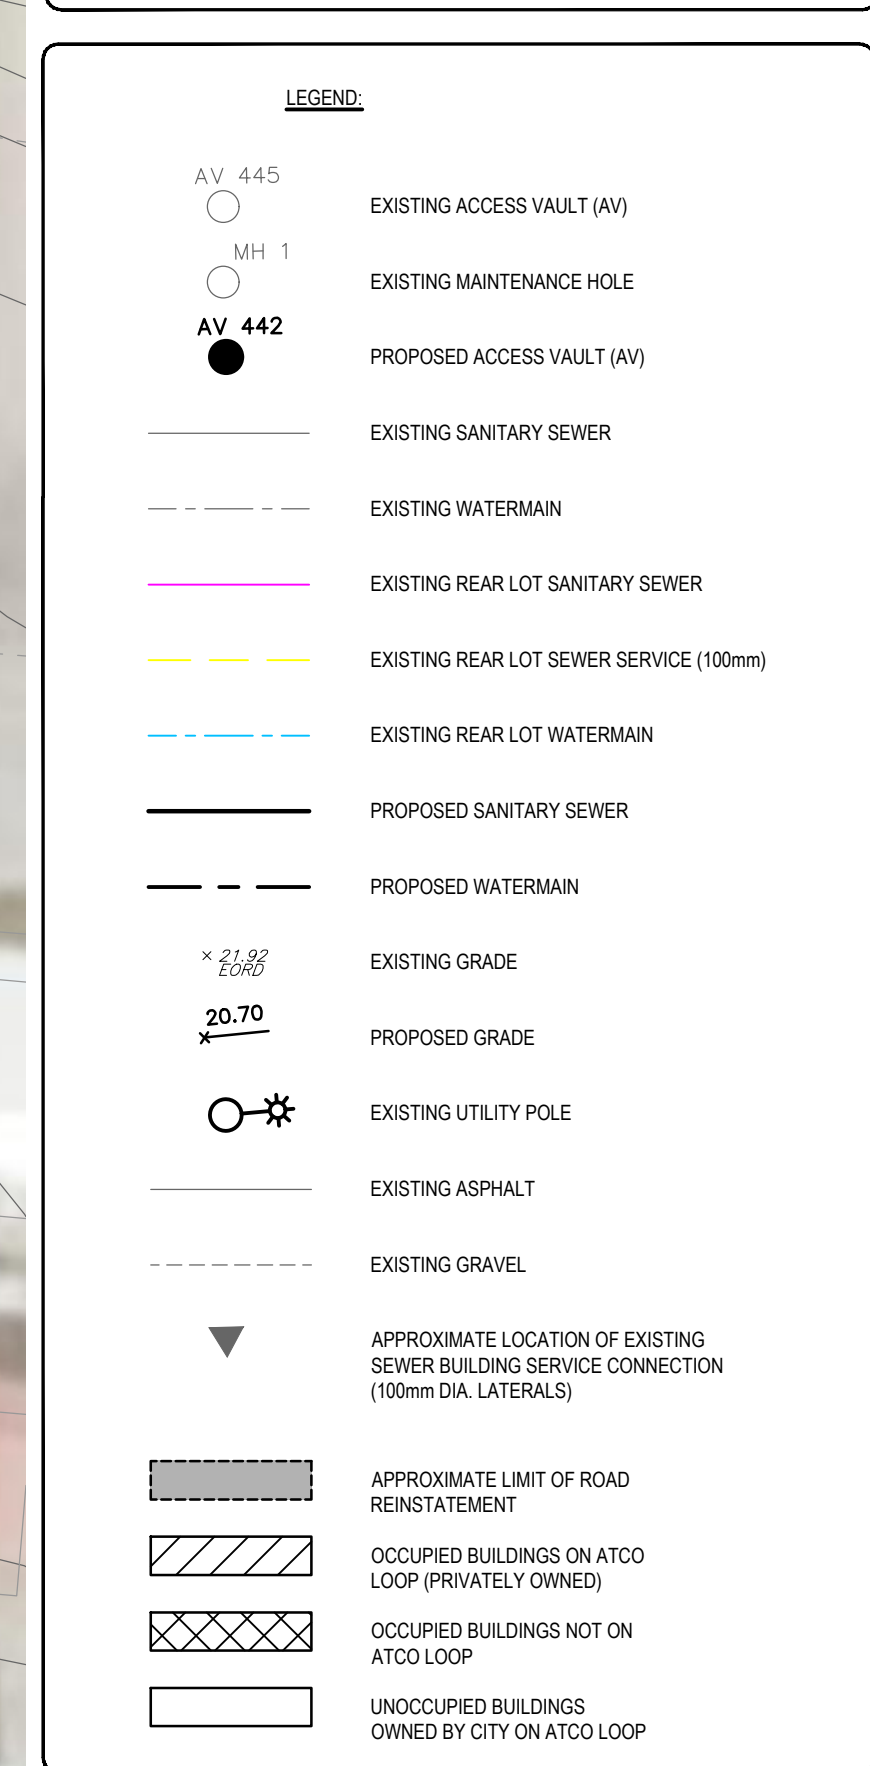 LEGEND:
AV 445
EXISTING ACCESS VAULT (AV)
MH 1
EXISTING MAINTENANCE HOLE
AV 442
PROPOSED ACCESS VAULT (AV)
EXISTING SANITARY SEWER
EXISTING WATERMAIN
EXISTING REAR LOT SANITARY SEWER
EXISTING REAR LOT SEWER SERVICE (100mm)
EXISTING REAR LOT WATERMAIN
PROPOSED SANITARY SEWER
PROPOSED WATERMAIN
× 21.92
EORD
EXISTING GRADE
20.70
PROPOSED GRADE
EXISTING UTILITY POLE
EXISTING ASPHALT
EXISTING GRAVEL
APPROXIMATE LOCATION OF EXISTING
SEWER BUILDING SERVICE CONNECTION
(100mm DIA. LATERALS)
APPROXIMATE LIMIT OF ROAD
REINSTATEMENT
OCCUPIED BUILDINGS ON ATCO
LOOP (PRIVATELY OWNED)
OCCUPIED BUILDINGS NOT ON
ATCO LOOP
UNOCCUPIED BUILDINGS
OWNED BY CITY ON ATCO LOOP